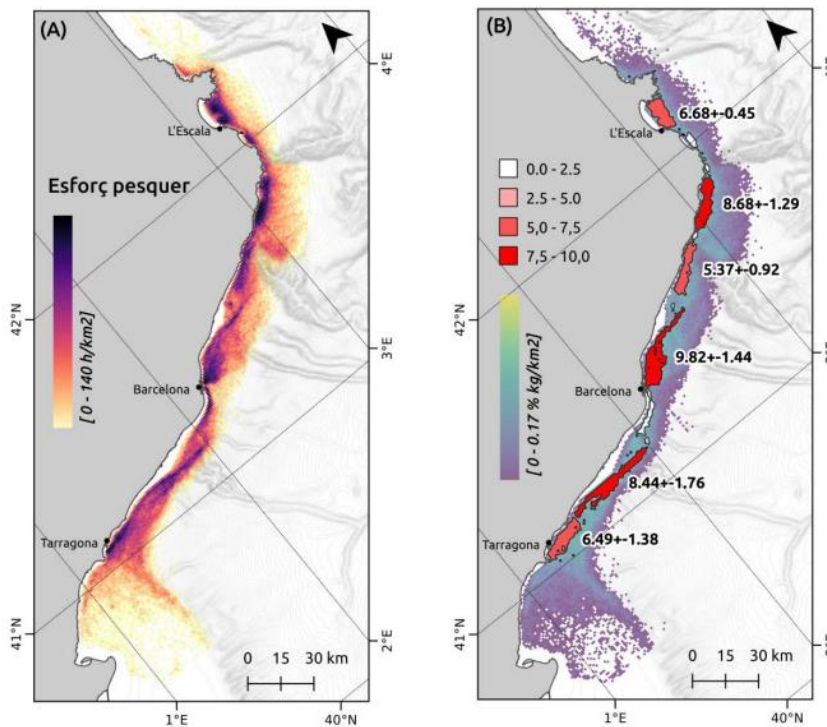 (A)
4°E
L'Escala
Esforç pesquer
[ 0 - 140 h/km2]
42°N
3°E
Barcelona
Tarragona
0 15 30 km
41°N
2°E
1°E
40°N
(B)
6.68+-0.45
L'Escala
0.0 - 2.5
2.5 - 5.0
5,0 - 7,5
7,5 - 10,0
8.68+-1.29
5.37+-0.92
[ 0 - 0.17 % kg/km2]
42°N
9.82+-1.44
Barcelona
8.44+-1.76
Tarragona
6.49+-1.38
0 15 30 km
41°N
1°E
40°N